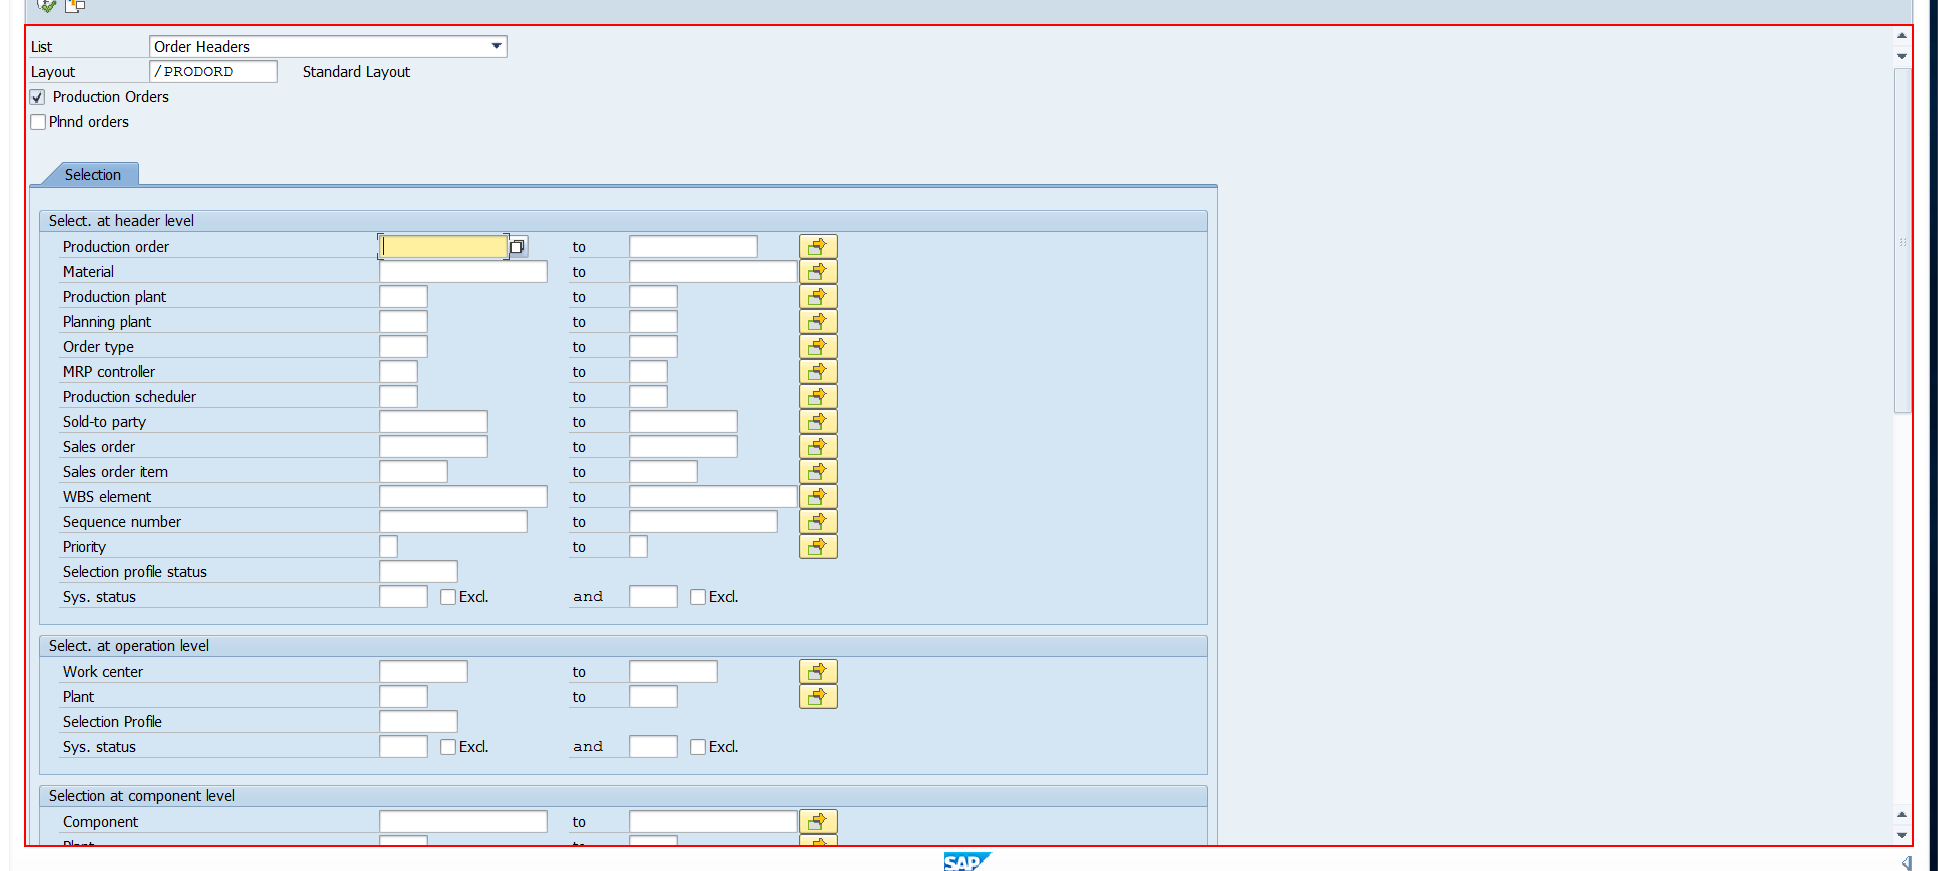 List Order Headers
Layout /PRODORD Standard Layout
Production Orders
Plnnd orders
Selection
Select. at header level
Production order to
Material to
Production plant to
Planning plant to
Order type to
MRP controller to
Production scheduler to
Sold-to party to
Sales order to
Sales order item to
WBS element to
Sequence number to
Priority to
Selection profile status
Sys. status Excl. and Excl.
Select. at operation level
Work center to
Plant to
Selection Profile
Sys. status Excl. and Excl.
Selection at component level
Component to
Plant to
SAP